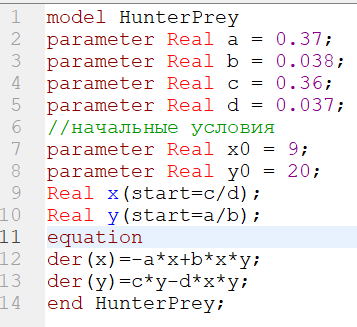 1 model HunterPrey
2 parameter Real a = 0.37;
3 parameter Real b = 0.038;
4 parameter Real c = 0.36;
5 parameter Real d = 0.037;
6 //начальные условия
7 parameter Real x0 = 9;
8 parameter Real y0 = 20;
9 Real x(start=c/d);
10 Real y(start=a/b);
11 equation
12 der(x)=-a*x+b*x*y;
13 der(y)=c*y-d*x*y;
14 end HunterPrey;